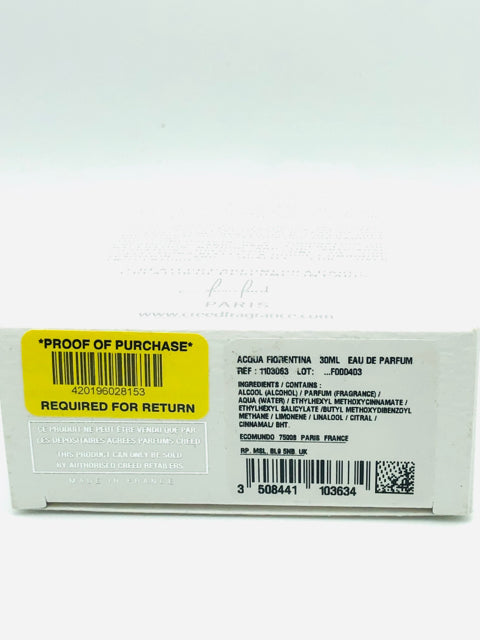 PARIS
www.creedfragrance.com
*PROOF OF PURCHASE*
420196028153
REQUIRED FOR RETURN
CE PRODUIT NE PEUT ÊTRE VENDU QUE PAR
LES DEPOSITAIRES AGREES PARFUMS CREED
THIS PRODUCT CAN ONLY BE SOLD
BY AUTHORISED CREED RETAILERS
MADE IN FRANCE
ACQUA FIORENTINA 30ML EAU DE PARFUM
REF : 1103063 LOT: ...F000403
INGREDIENTS / CONTAINS :
ALCOOL (ALCOHOL) / PARFUM (FRAGRANCE) /
AQUA (WATER) / ETHYLHEXYL METHOXYCINNAMATE /
ETHYLHEXYL SALICYLATE / BUTYL METHOXYDIBENZOYL
METHANE / LIMONENE / LINALOOL / CITRAL /
CINNAMAL/ BHT.
ECOMUNDO 75008 PARIS FRANCE
RP. MSL, BL9 5NB. UK
3 508441 103634